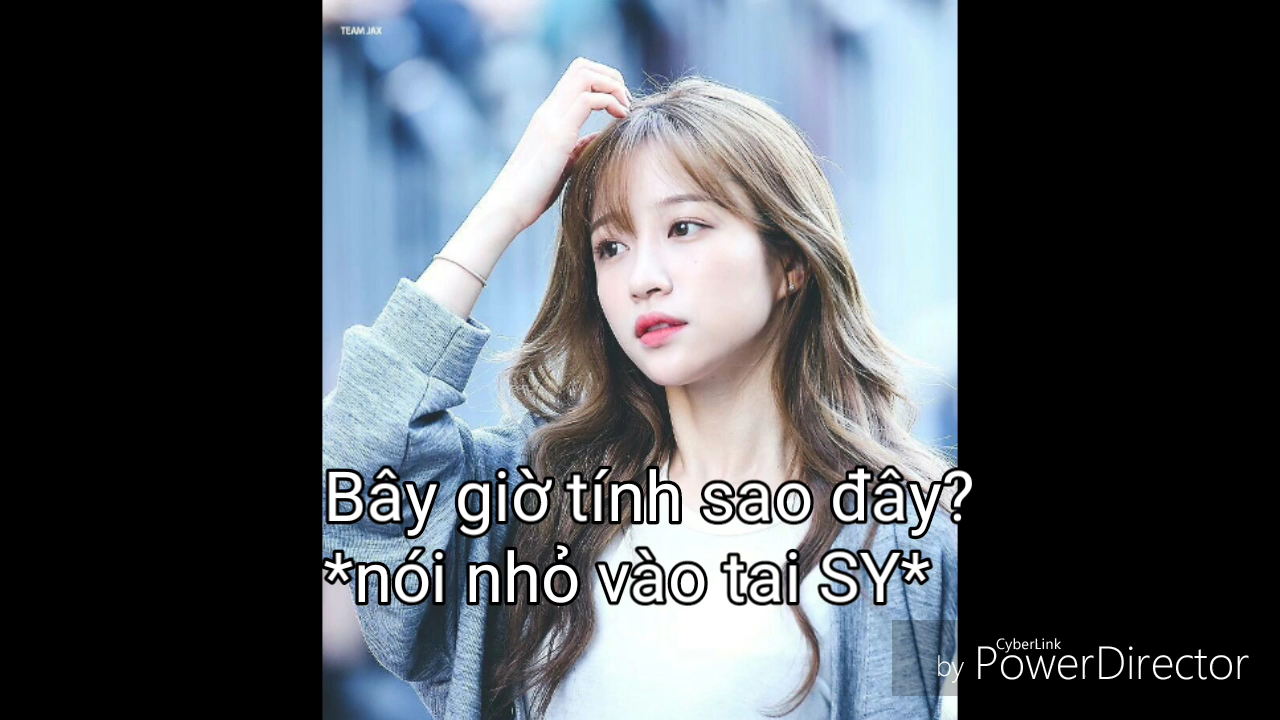 TEAM JAX
Bây giờ tính sao đây?
*nói nhỏ vào tai SY*
CyberLink
by PowerDirector